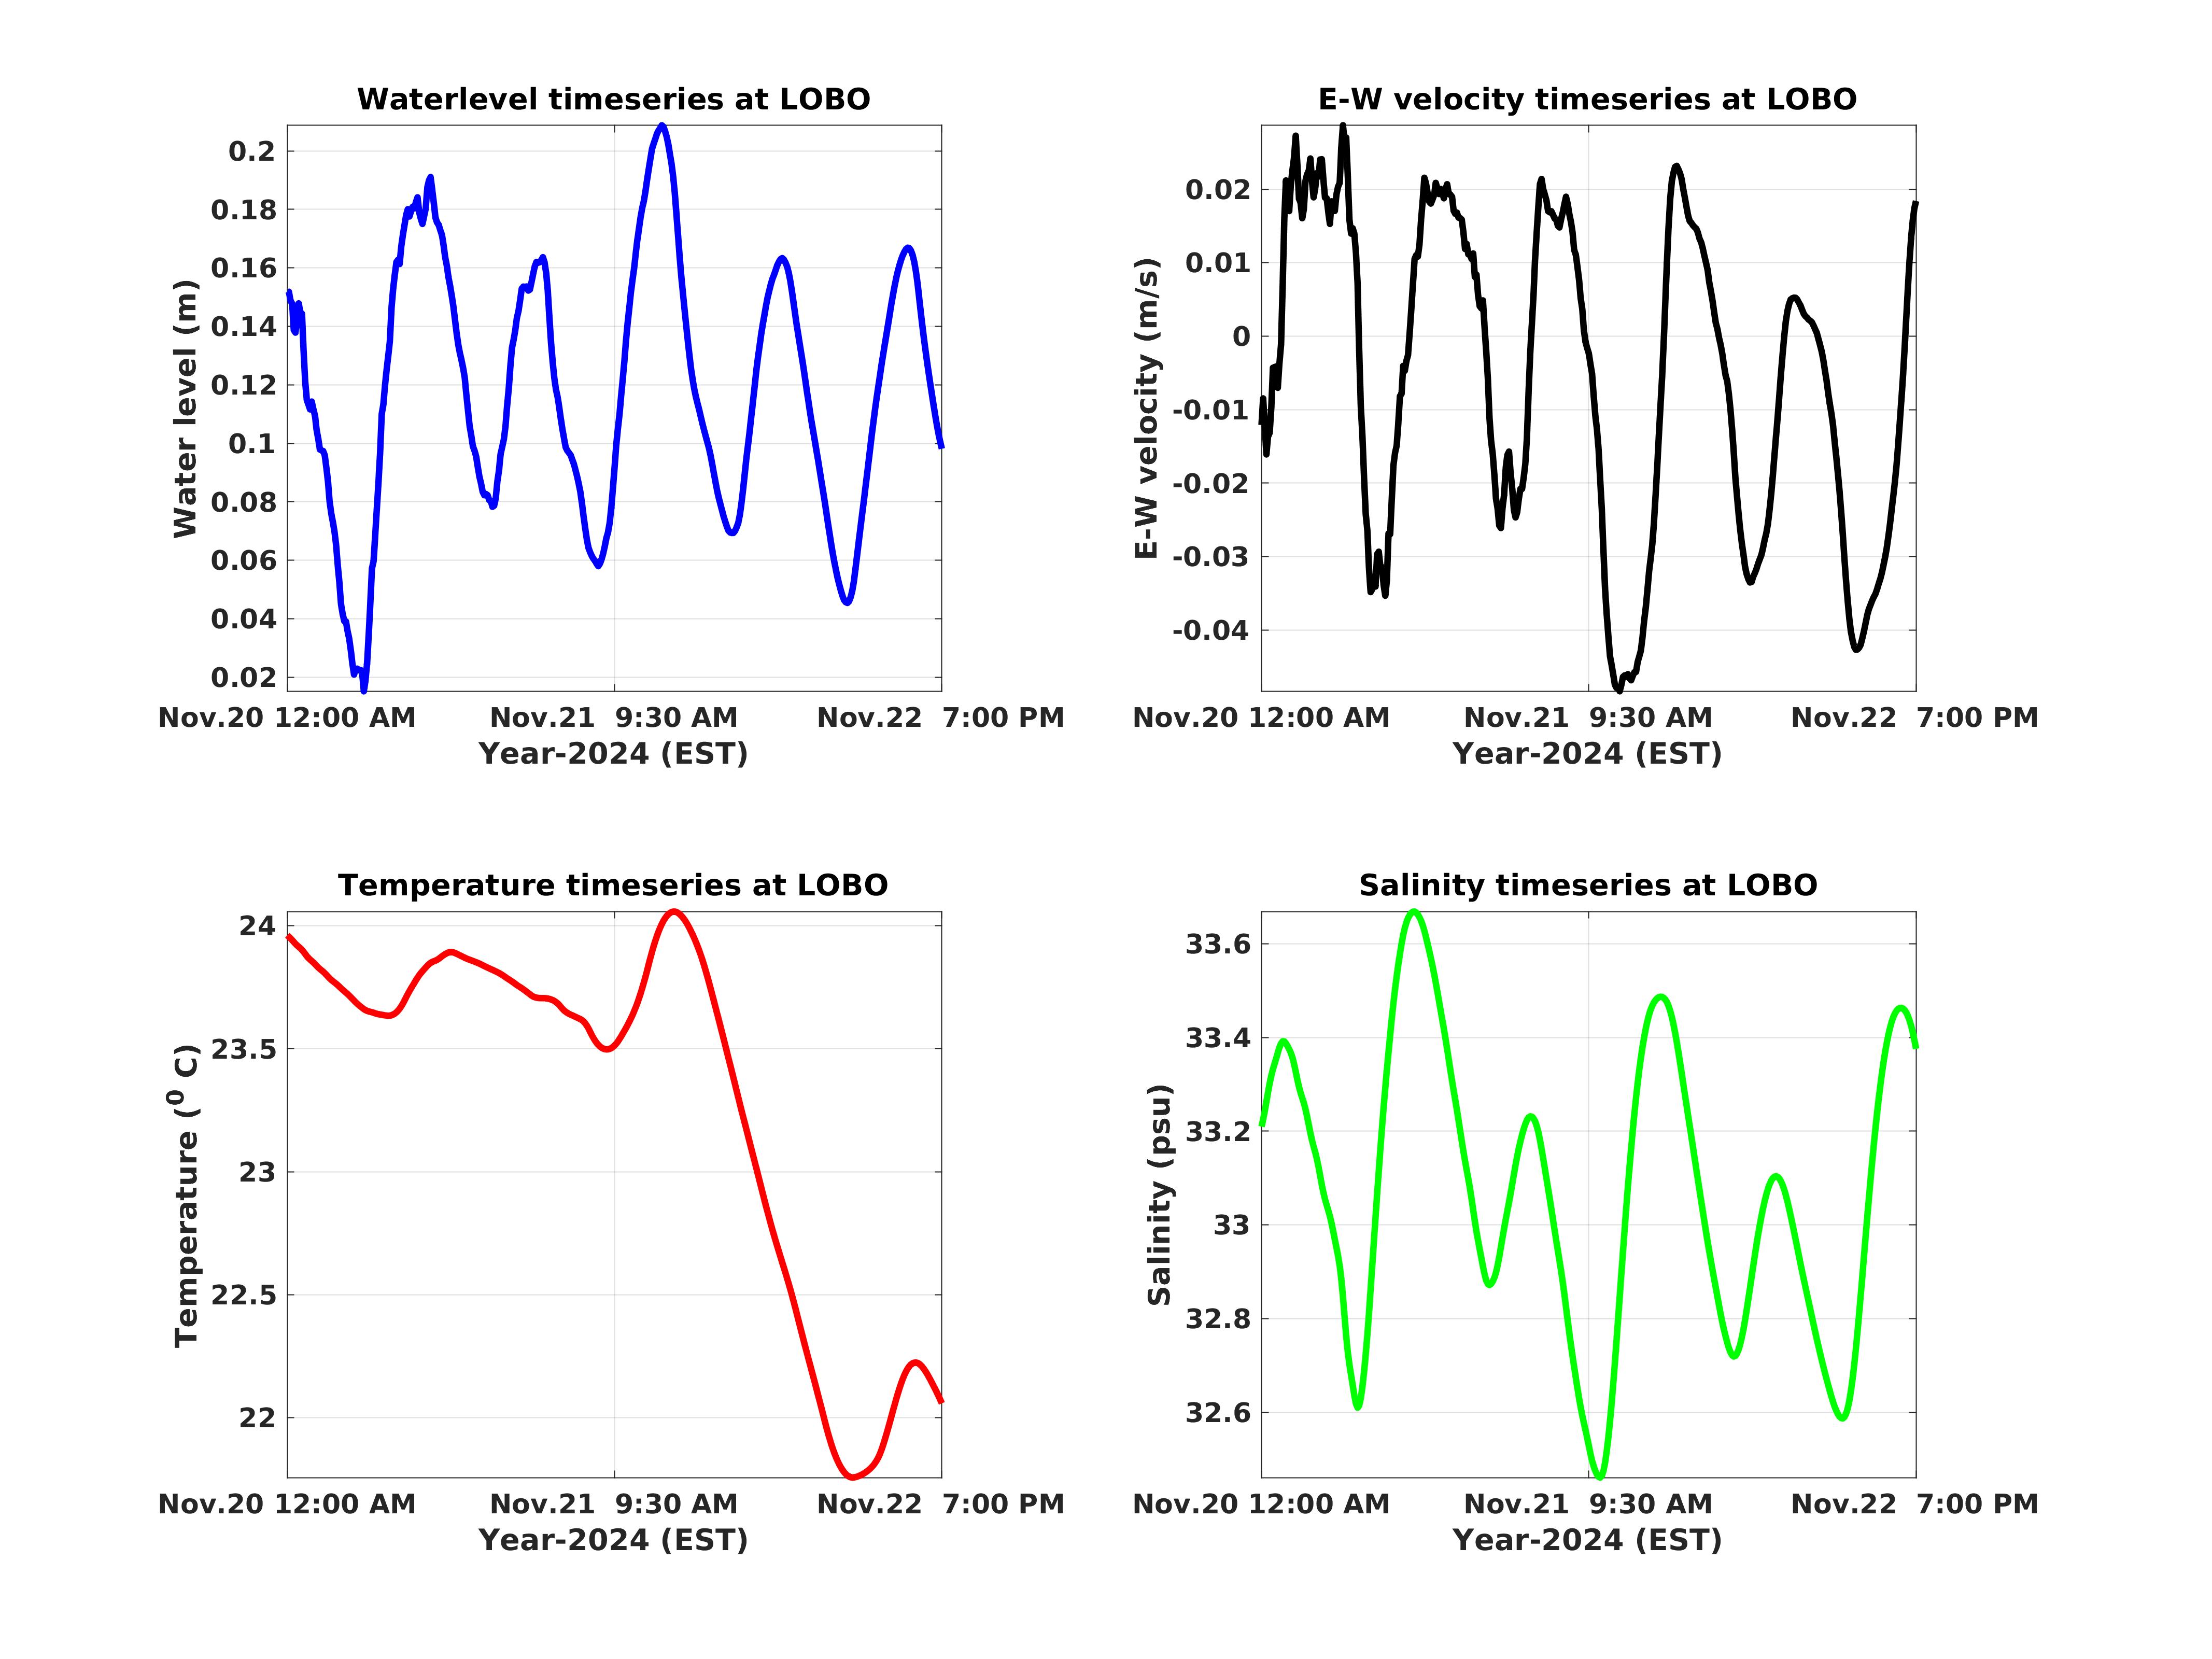 Waterlevel timeseries at LOBO
0.2
0.18
0.16
0.14
0.12
0.1
0.08
0.06
0.04
0.02
Water level (m)
Nov.20 12:00 AM Nov.21 9:30 AM Nov.22 7:00 PM
Year-2024 (EST)
E-W velocity timeseries at LOBO
0.02
0.01
0
-0.01
-0.02
-0.03
-0.04
E-W velocity (m/s)
Nov.20 12:00 AM Nov.21 9:30 AM Nov.22 7:00 PM
Year-2024 (EST)
Temperature timeseries at LOBO
24
23.5
23
22.5
22
Temperature (⁰ C)
Nov.20 12:00 AM Nov.21 9:30 AM Nov.22 7:00 PM
Year-2024 (EST)
Salinity timeseries at LOBO
33.6
33.4
33.2
33
32.8
32.6
Salinity (psu)
Nov.20 12:00 AM Nov.21 9:30 AM Nov.22 7:00 PM
Year-2024 (EST)